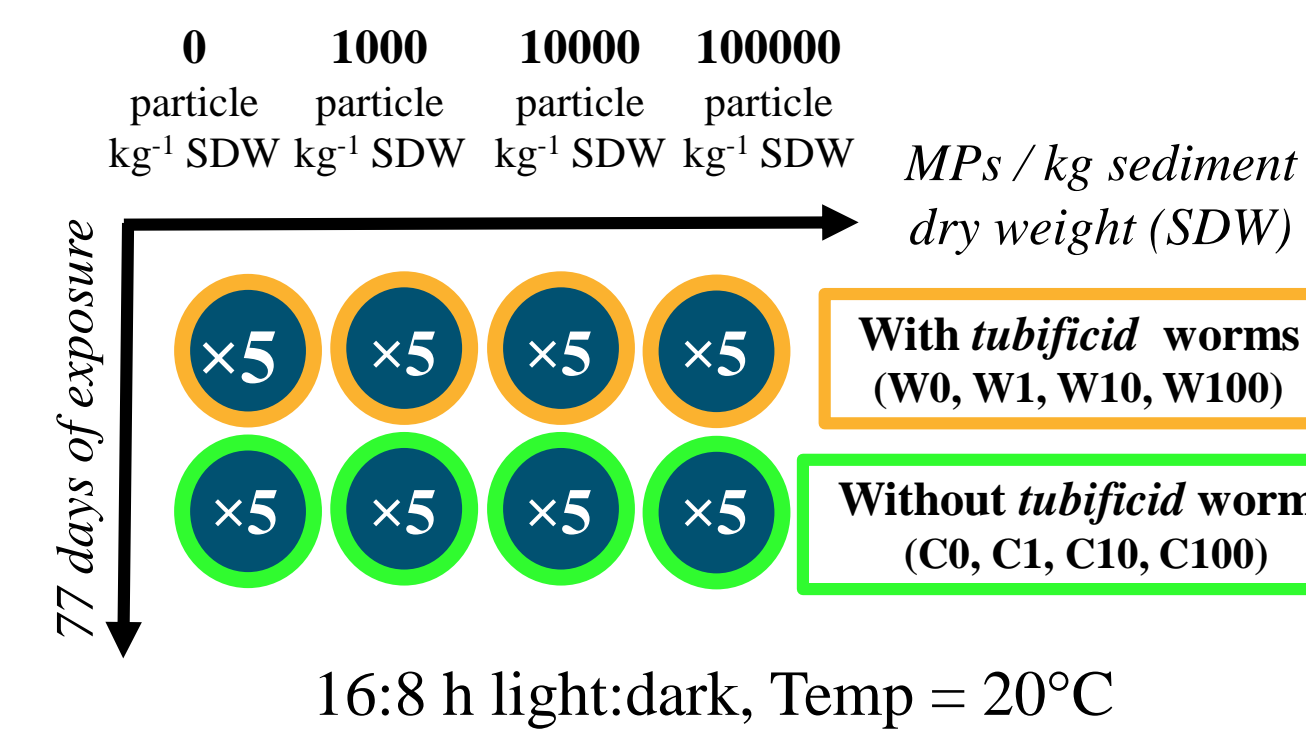 0 1000 10000 100000
particle particle particle particle
kg⁻¹ SDW kg⁻¹ SDW kg⁻¹ SDW kg⁻¹ SDW
MPs / kg sediment
dry weight (SDW)
77 days of exposure
×5 ×5 ×5 ×5
With tubificid worms
(W0, W1, W10, W100)
×5 ×5 ×5 ×5
Without tubificid worm
(C0, C1, C10, C100)
16:8 h light:dark, Temp = 20°C